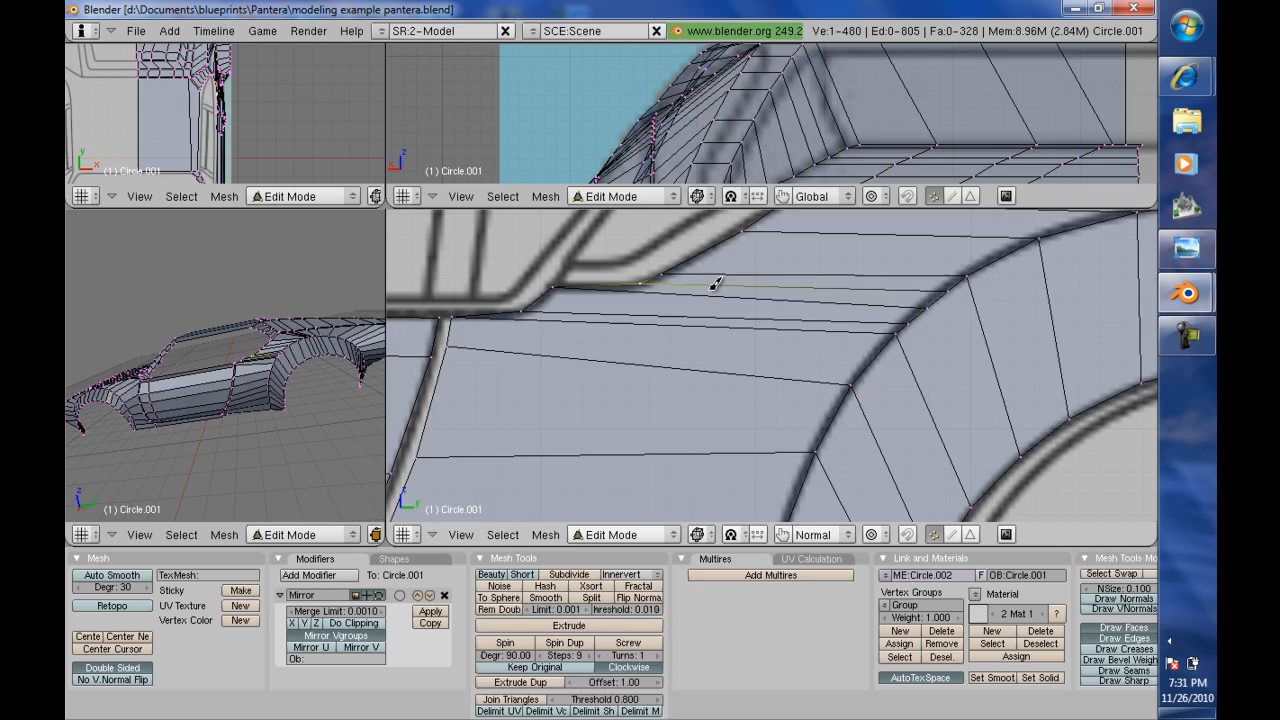 Blender [d:\Documents\blueprints\Pantera\modeling example pantera.blend]
File Add Timeline Game Render Help SR:2-Model SCE:Scene www.blender.org 249.2 Ve:1-480 | Ed:0-805 | Fa:0-328 | Mem:8.96M (2.84M) Circle.001
y
x
(1) Circle.001
z
x
(1) Circle.001
View Select Mesh Edit Mode
View Select Mesh Edit Mode Global
z
y
(1) Circle.001
z
y
(1) Circle.001
View Select Mesh Edit Mode
View Select Mesh Edit Mode Normal
Mesh
Auto Smooth
Degr: 30
Retopo
TexMesh:
Sticky Make
UV Texture New
Vertex Color New
Cente Center Ne
Center Cursor
Double Sided
No V.Normal Flip
Modifiers Shapes
Add Modifier To: Circle.001
Mirror
Merge Limit: 0.0010
X Y Z Do Clipping
Mirror Vgroups
Mirror U Mirror V
Ob:
Apply
Copy
Mesh Tools
Beauty Short Subdivide Innervert
Noise Hash Xsort Fractal
To Sphere Smooth Split Flip Norma
Rem Doub Limit: 0.001 hreshold: 0.010
Extrude
Spin Spin Dup Screw
Degr: 90.00 Steps: 9 Turns: 1
Keep Original Clockwise
Extrude Dup Offset: 1.00
Join Triangles Threshold 0.800
Delimit UV Delimit Vc Delimit Sh Delimit M
Multires UV Calculation
Add Multires
Link and Materials
ME:Circle.002 F OB:Circle.001
Vertex Groups
Group
Weight: 1.000
New Delete
Assign Remove
Select Desel.
AutoTexSpace
Material
2 Mat 1 ?
New Delete
Select Deselect
Assign
Set Smoot Set Solid
Mesh Tools Mo
Select Swap
NSize: 0.100
Draw Normals
Draw VNormals
Draw Faces
Draw Edges
Draw Creases
Draw Bevel Weigh
Draw Seams
Draw Sharp
7:31 PM
11/26/2010